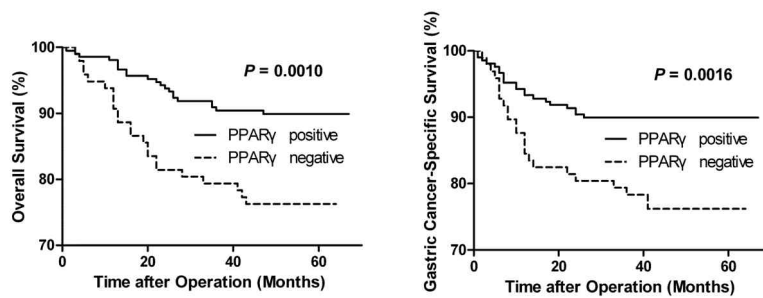 Overall Survival (%)
100
90
80
70
P = 0.0010
PPARγ positive
PPARγ negative
0 20 40 60
Time after Operation (Months)
Gastric Cancer-Specific Survival (%)
100
90
80
70
P = 0.0016
PPARγ positive
PPARγ negative
0 20 40 60
Time after Operation (Months)